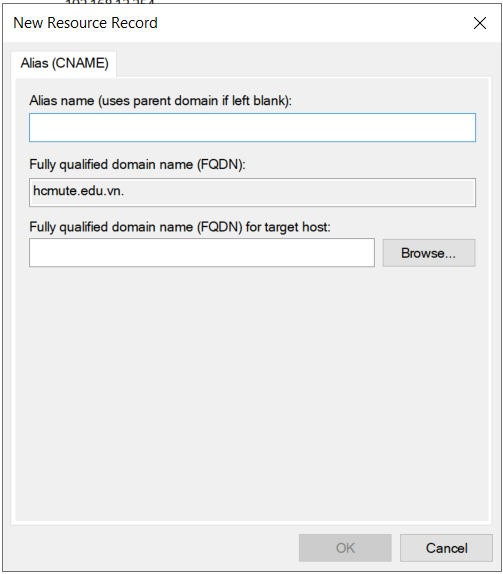 New Resource Record
Alias (CNAME)
Alias name (uses parent domain if left blank):
Fully qualified domain name (FQDN):
hcmute.edu.vn.
Fully qualified domain name (FQDN) for target host:
Browse...
OK
Cancel